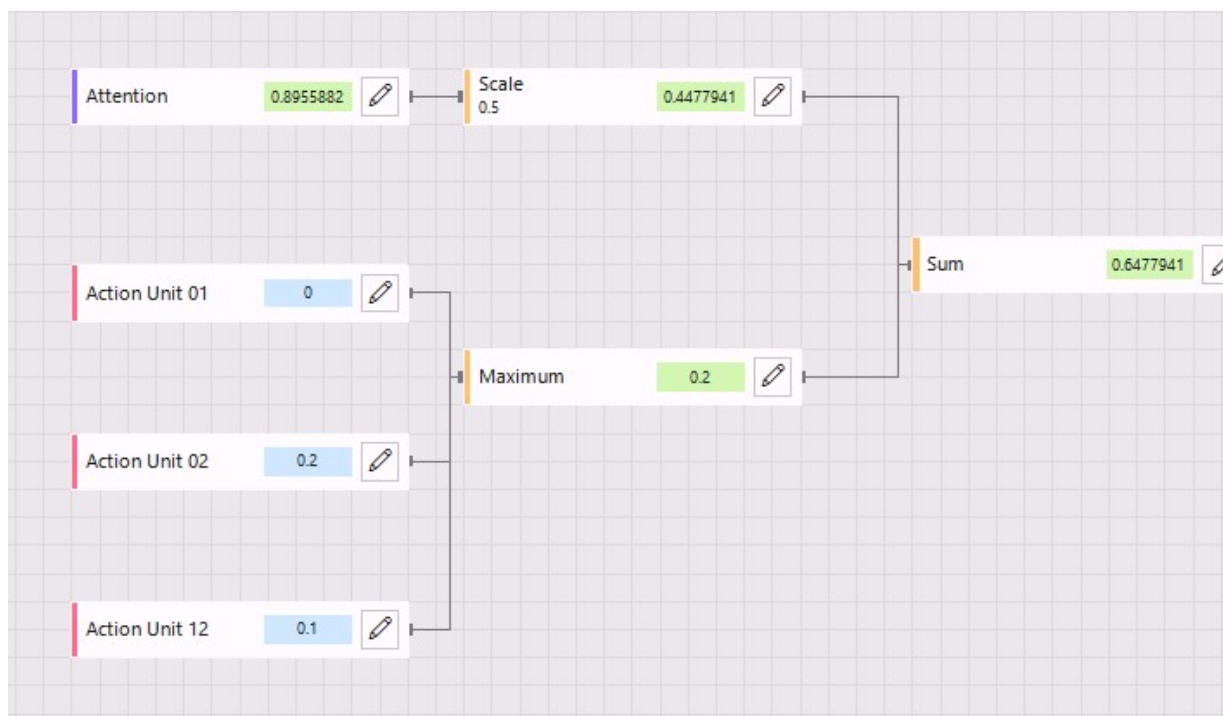 Attention 0.8955882
Scale
0.5
0.4477941
Sum 0.6477941
Action Unit 01 0
Maximum 0.2
Action Unit 02 0.2
Action Unit 12 0.1